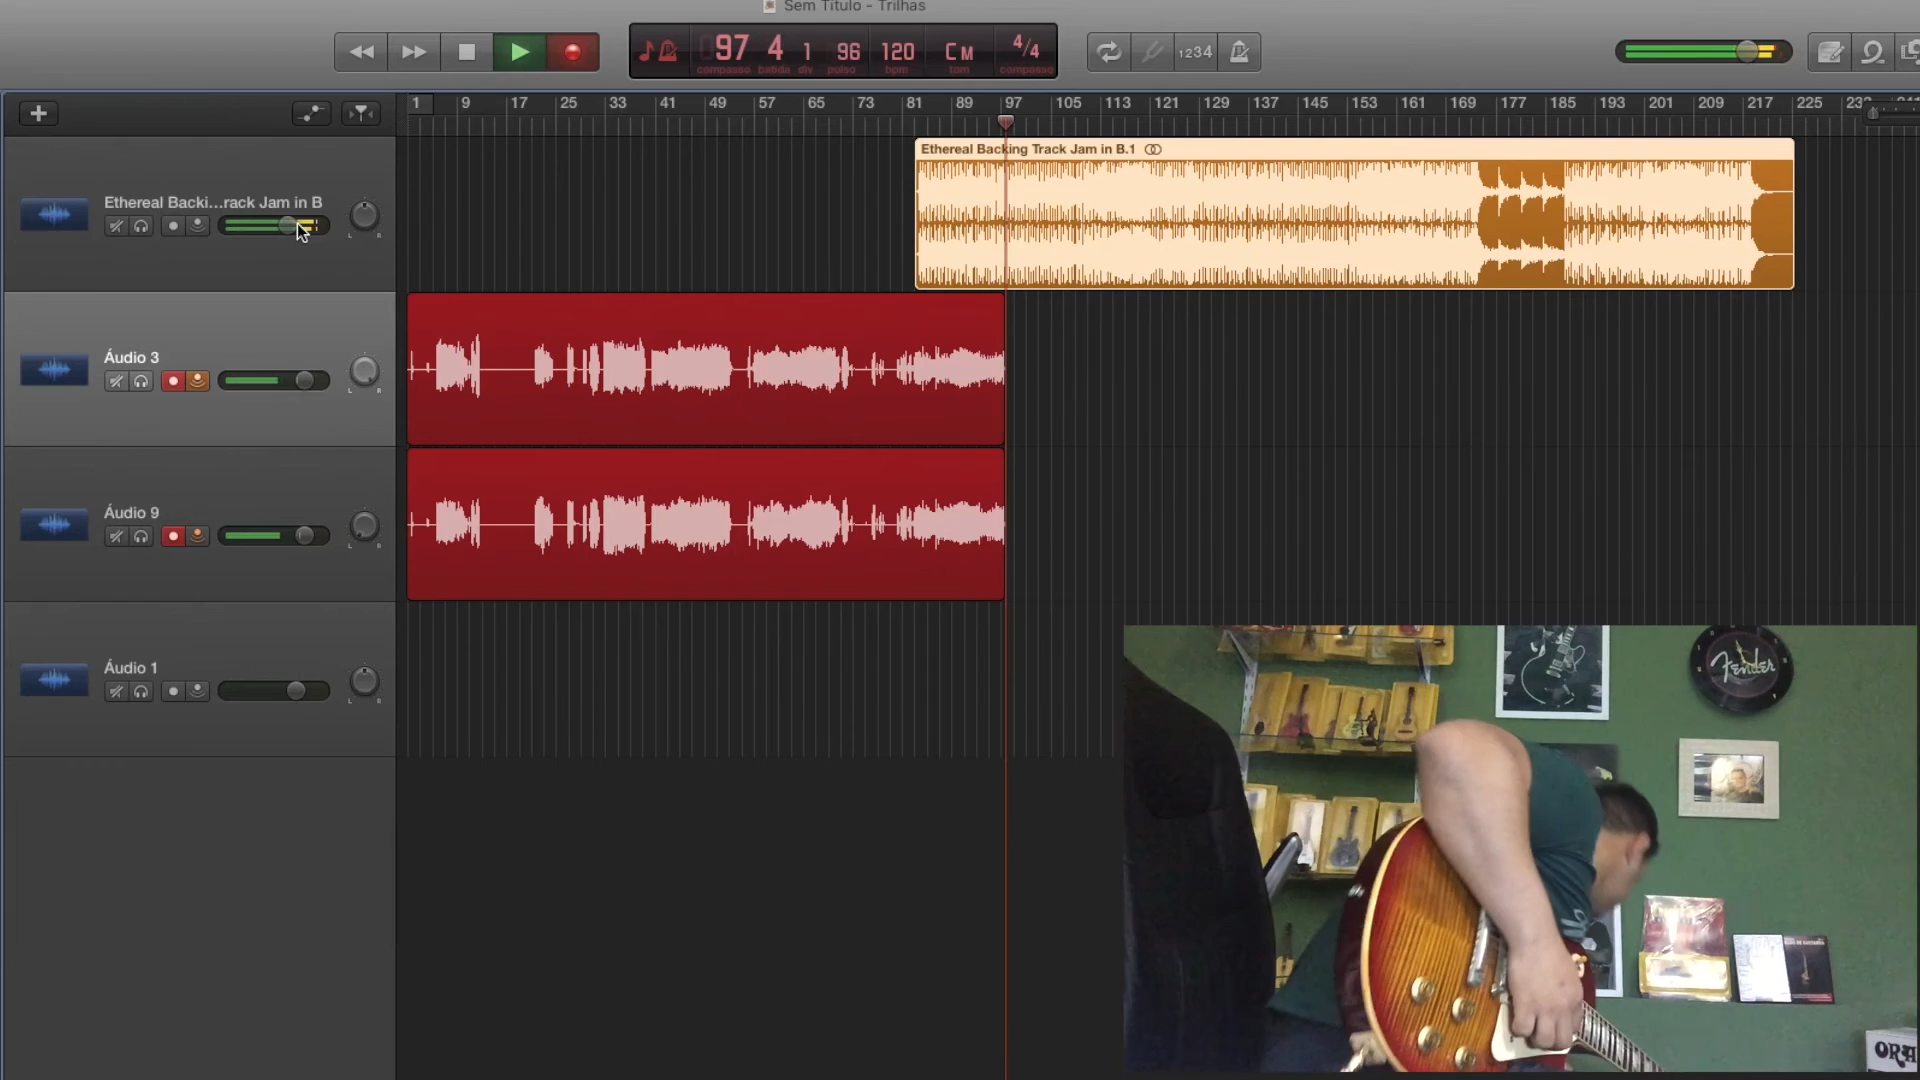 Sem Título - Trilhas
97 4 1 96 120 CM 4/4
compasso batida div pulso bpm tom compasso
1234
1 9 17 25 33 41 49 57 65 73 81 89 97 105 113 121 129 137 145 153 161 169 177 185 193 201 209 217 225
Ethereal Backing Track Jam in B.1
Ethereal Backi...rack Jam in B
L R
Áudio 3
L R
Áudio 9
L R
Áudio 1
L R
Fender
ORA